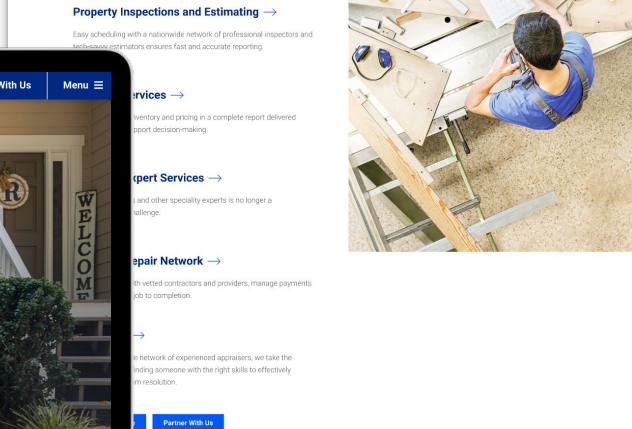 Property Inspections and Estimating →
Easy scheduling with a nationwide network of professional inspectors and
tech-savvy estimators ensures fast and accurate reporting.
With Us
Menu
ervices →
nventory and pricing in a complete report delivered
pport decision-making.
xpert Services →
and other speciality experts is no longer a
hallenge.
epair Network →
th vetted contractors and providers, manage payments
job to completion.
→
e network of experienced appraisers, we take the
inding someone with the right skills to effectively
im resolution.
Partner With Us
R
WELCOME